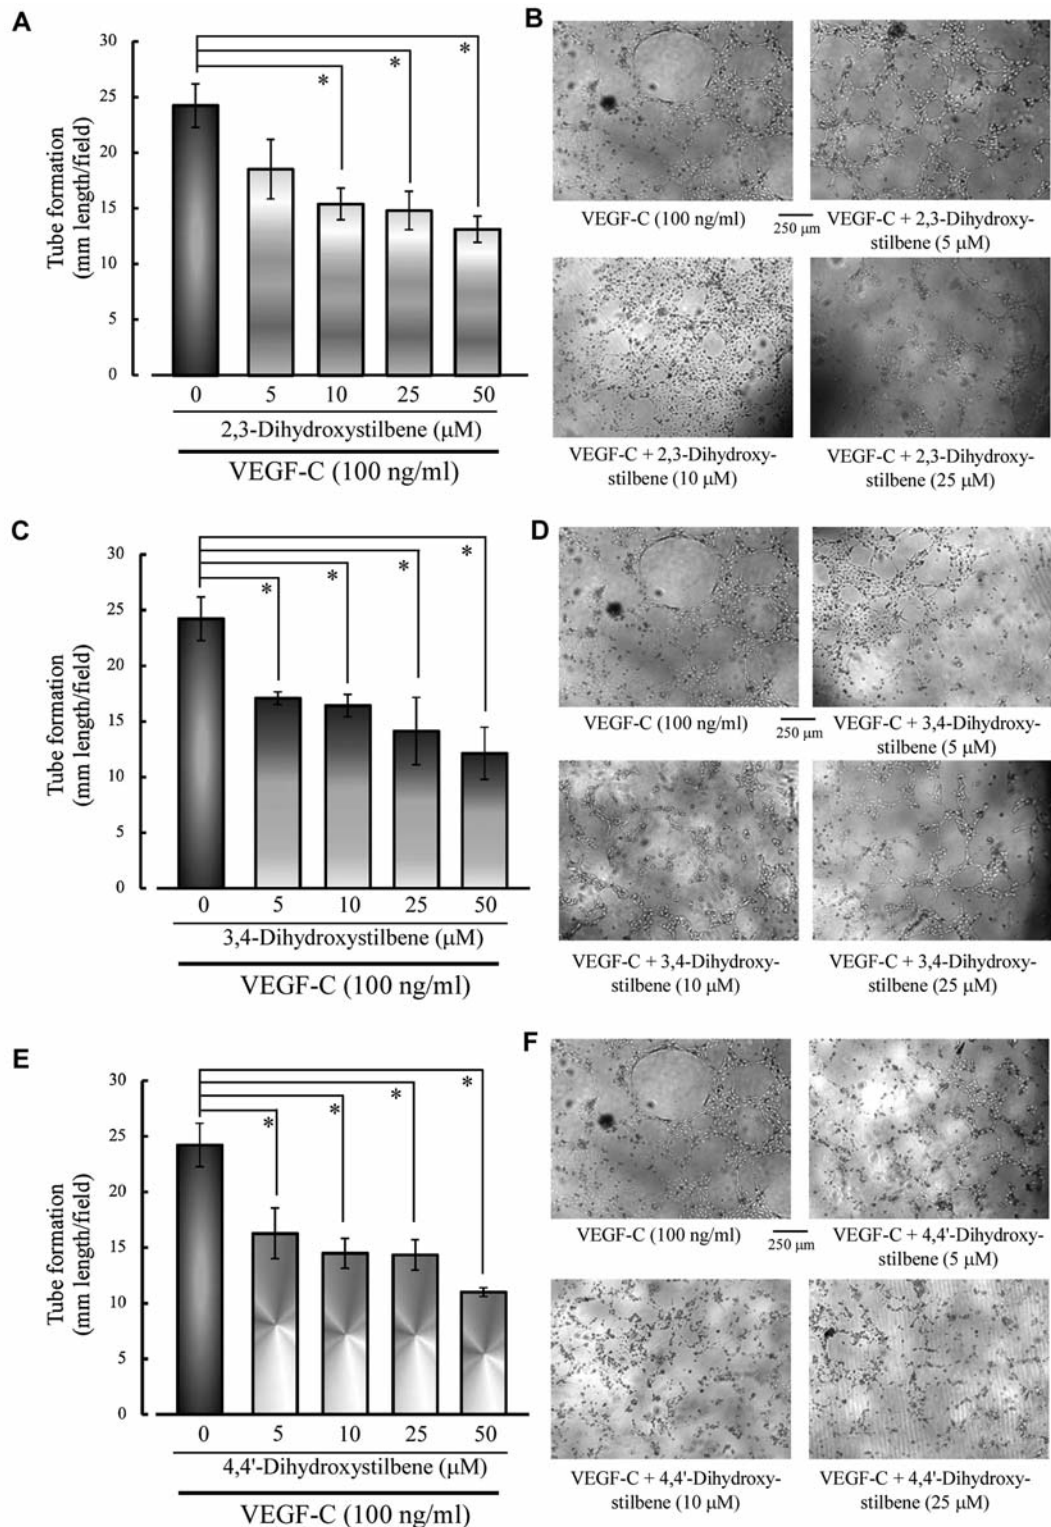 A
Tube formation
(mm length/field)
30
25
20
15
10
5
0
*
*
*
0 5 10 25 50
2,3-Dihydroxystilbene (μM)
VEGF-C (100 ng/ml)
B
VEGF-C (100 ng/ml)
250 μm
VEGF-C + 2,3-Dihydroxy-
stilbene (5 μM)
VEGF-C + 2,3-Dihydroxy-
stilbene (10 μM)
VEGF-C + 2,3-Dihydroxy-
stilbene (25 μM)
C
Tube formation
(mm length/field)
30
25
20
15
10
5
0
*
*
*
*
0 5 10 25 50
3,4-Dihydroxystilbene (μM)
VEGF-C (100 ng/ml)
D
VEGF-C (100 ng/ml)
250 μm
VEGF-C + 3,4-Dihydroxy-
stilbene (5 μM)
VEGF-C + 3,4-Dihydroxy-
stilbene (10 μM)
VEGF-C + 3,4-Dihydroxy-
stilbene (25 μM)
E
Tube formation
(mm length/field)
30
25
20
15
10
5
0
*
*
*
*
0 5 10 25 50
4,4'-Dihydroxystilbene (μM)
VEGF-C (100 ng/ml)
F
VEGF-C (100 ng/ml)
250 μm
VEGF-C + 4,4'-Dihydroxy-
stilbene (5 μM)
VEGF-C + 4,4'-Dihydroxy-
stilbene (10 μM)
VEGF-C + 4,4'-Dihydroxy-
stilbene (25 μM)